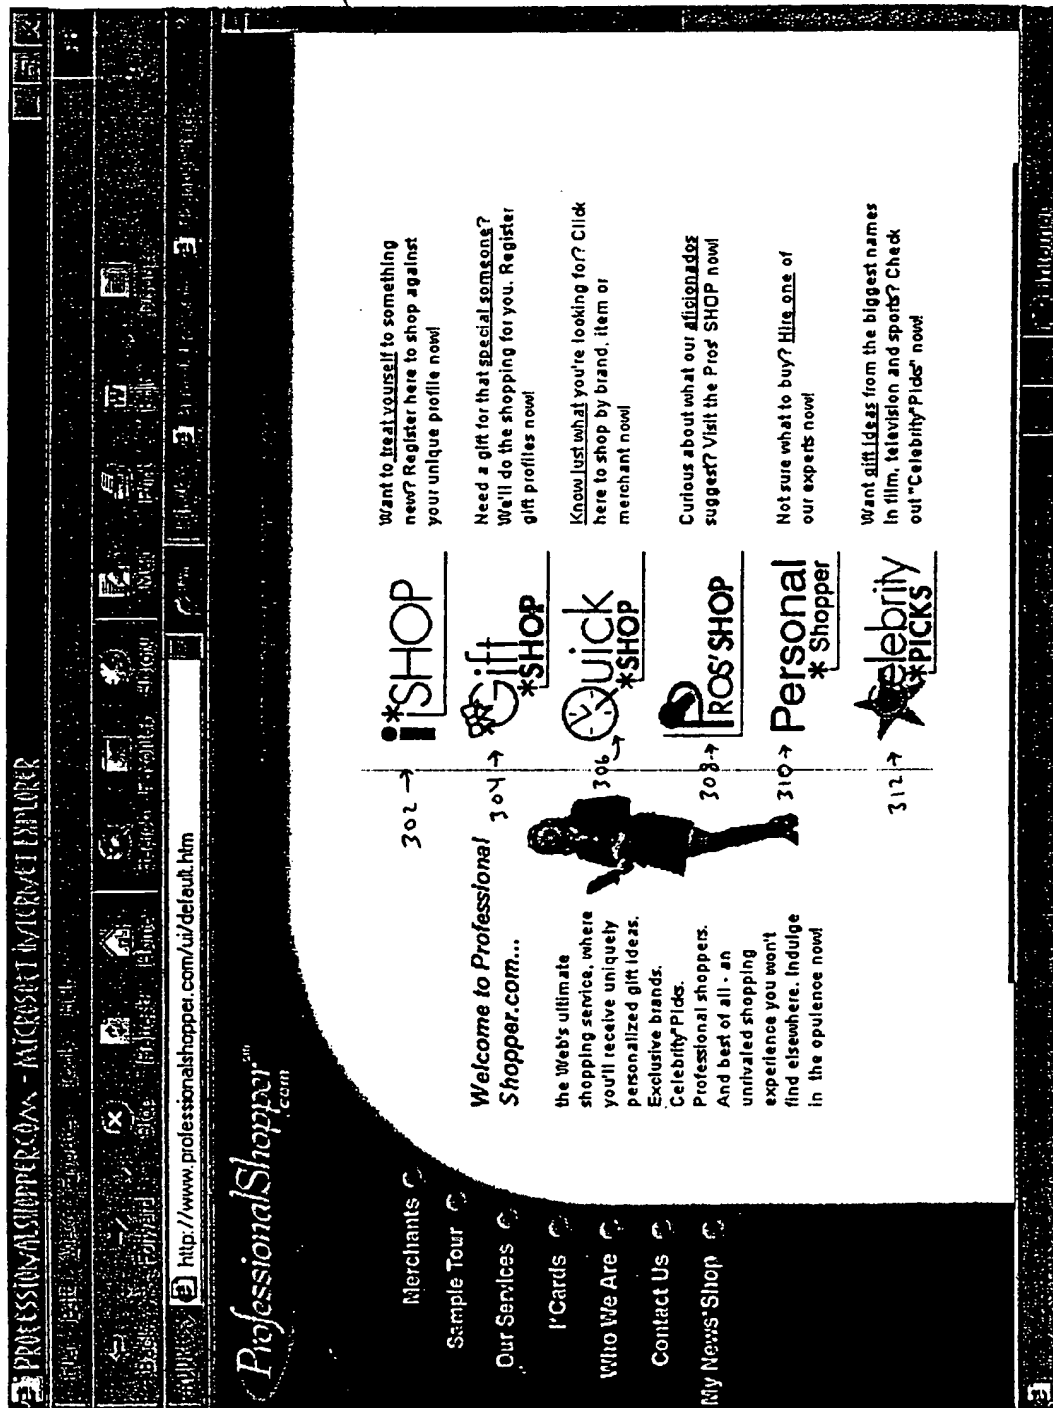 PROFESSIONALSHOPPER.COM - MICROSOFT INTERNET EXPLORER
http://www.professionalshopper.com/ui/default.htm
ProfessionalShopper
.com
Merchants
Sample Tour
Our Services
I*Cards
Who We Are
Contact Us
My News*Shop
Welcome to Professional
Shopper.com...
the Web's ultimate
shopping service, where
you'll receive uniquely
personalized gift ideas.
Exclusive brands.
Celebrity*Picks.
Professional shoppers.
And best of all - an
unrivaled shopping
experience you won't
find elsewhere. Indulge
in the opulence now!
302
i*SHOP
Want to treat yourself to something
new? Register here to shop against
your unique profile now!
304
Gift
*SHOP
Need a gift for that special someone?
We'll do the shopping for you. Register
gift profiles now!
306
Quick
*SHOP
Know just what you're looking for? Click
here to shop by brand, item or
merchant now!
308
PROS'SHOP
Curious about what our aficionados
suggest? Visit the Pros' SHOP now!
310
Personal
*Shopper
Not sure what to buy? Hire one of
our experts now!
312
Celebrity
*PICKS
Want gift ideas from the biggest names
in film, television and sports? Check
out "Celebrity*Picks" now!